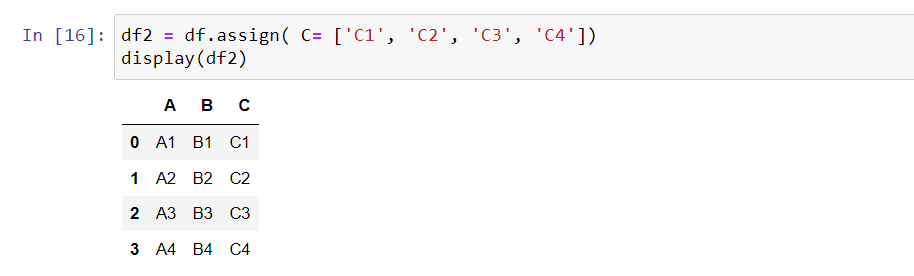 In [16]: df2 = df.assign( C= ['C1', 'C2', 'C3', 'C4'])
display(df2)
A B C
0 A1 B1 C1
1 A2 B2 C2
2 A3 B3 C3
3 A4 B4 C4